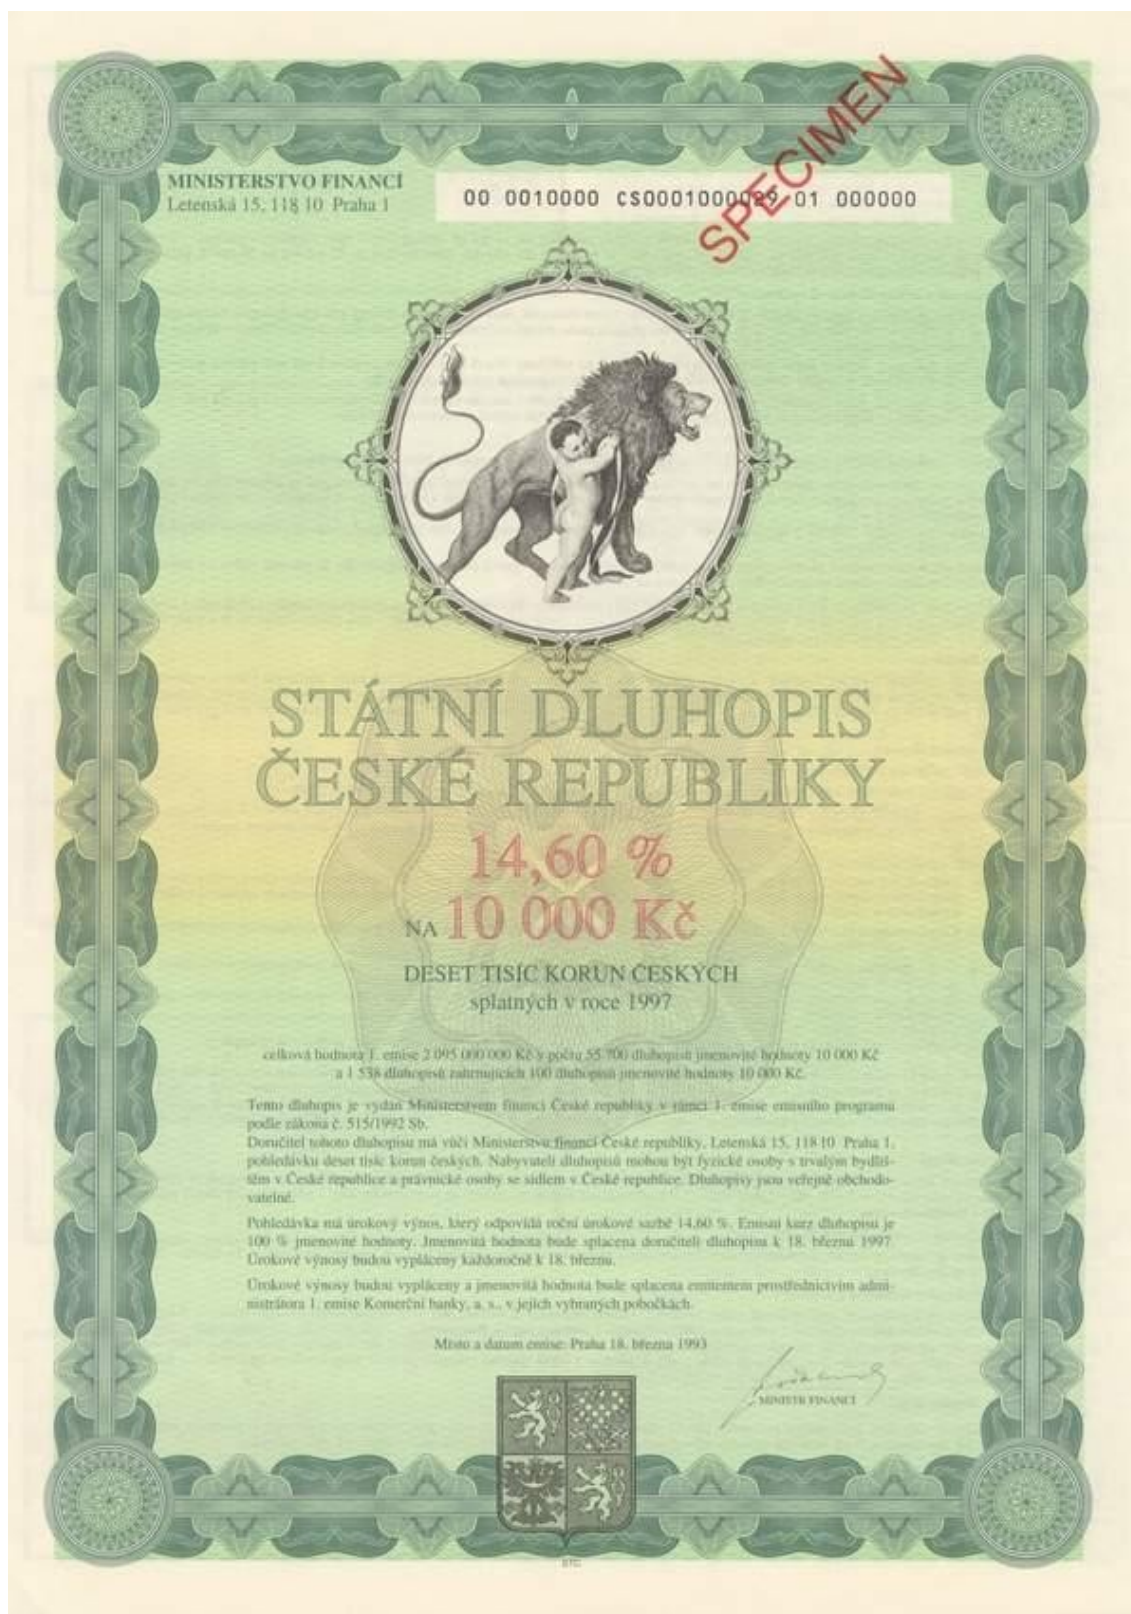 SPECIMEN
MINISTERSTVO FINANCÍ
Letenská 15, 118 10 Praha 1
00 0010000 CS0001000029 01 000000
STÁTNÍ DLUHOPIS
ČESKÉ REPUBLIKY
14,60 %
NA 10 000 Kč
DESET TISÍC KORUN ČESKÝCH
splatných v roce 1997
celková hodnota 1. emise 2 095 000 000 Kč v počtu 55 700 dluhopisů jmenovité hodnoty 10 000 Kč
a 1 538 dluhopisů zahrnujících 100 dluhopisů jmenovité hodnoty 10 000 Kč.
Tento dluhopis je vydán Ministerstvem financí České republiky v rámci 1. emise emisního programu
podle zákona č. 515/1992 Sb.
Doručitel tohoto dluhopisu má vůči Ministerstvu financí České republiky, Letenská 15, 118 10 Praha 1,
pohledávku deset tisíc korun českých. Nabyvateli dluhopisů mohou být fyzické osoby s trvalým bydliš-
těm v České republice a právnické osoby se sídlem v České republice. Dluhopisy jsou veřejně obchodo-
vatelné.
Pohledávka má úrokový výnos, který odpovídá roční úrokové sazbě 14,60 %. Emisní kurz dluhopisu je
100 % jmenovité hodnoty. Jmenovitá hodnota bude splacena doručiteli dluhopisu k 18. březnu 1997.
Úrokové výnosy budou vypláceny každoročně k 18. březnu.
Úrokové výnosy budou vypláceny a jmenovitá hodnota bude splacena emitentem prostřednictvím admi-
nistrátora 1. emise Komerční banky, a. s., v jejich vybraných pobočkách.
Místo a datum emise: Praha 18. března 1993
MINISTR FINANCÍ
STC